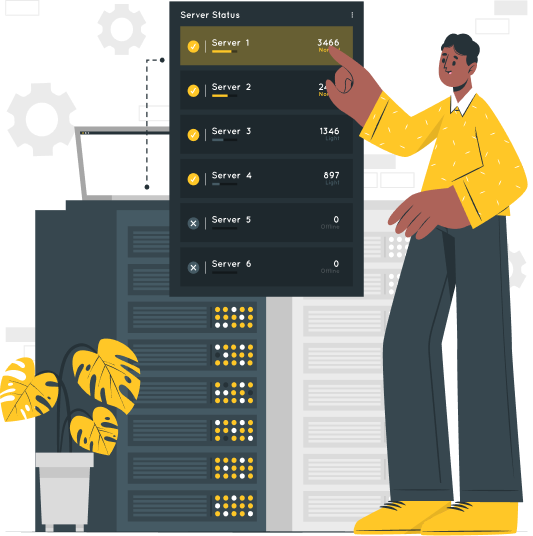 Server Status
Server 1
3466
Server 2
Server 3
1346
Light
Server 4
897
Light
Server 5
0
Offline
Server 6
0
Offline